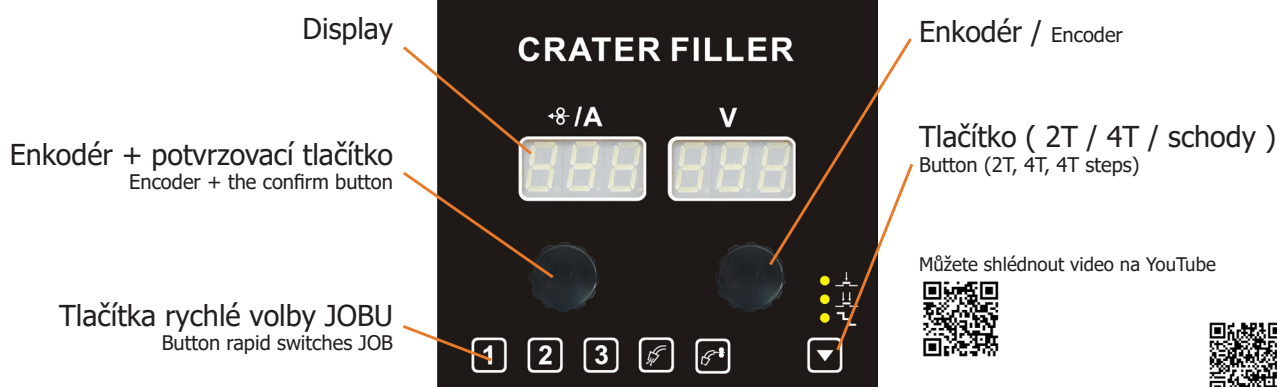 Display
Enkodér + potvrzovací tlačítko
Encoder + the confirm button
Tlačítka rychlé volby JOBU
Button rapid switches JOB
CRATER FILLER
/A
V
1 2 3
Enkodér / Encoder
Tlačítko ( 2T / 4T / schody )
Button (2T, 4T, 4T steps)
Můžete shlédnout video na YouTube